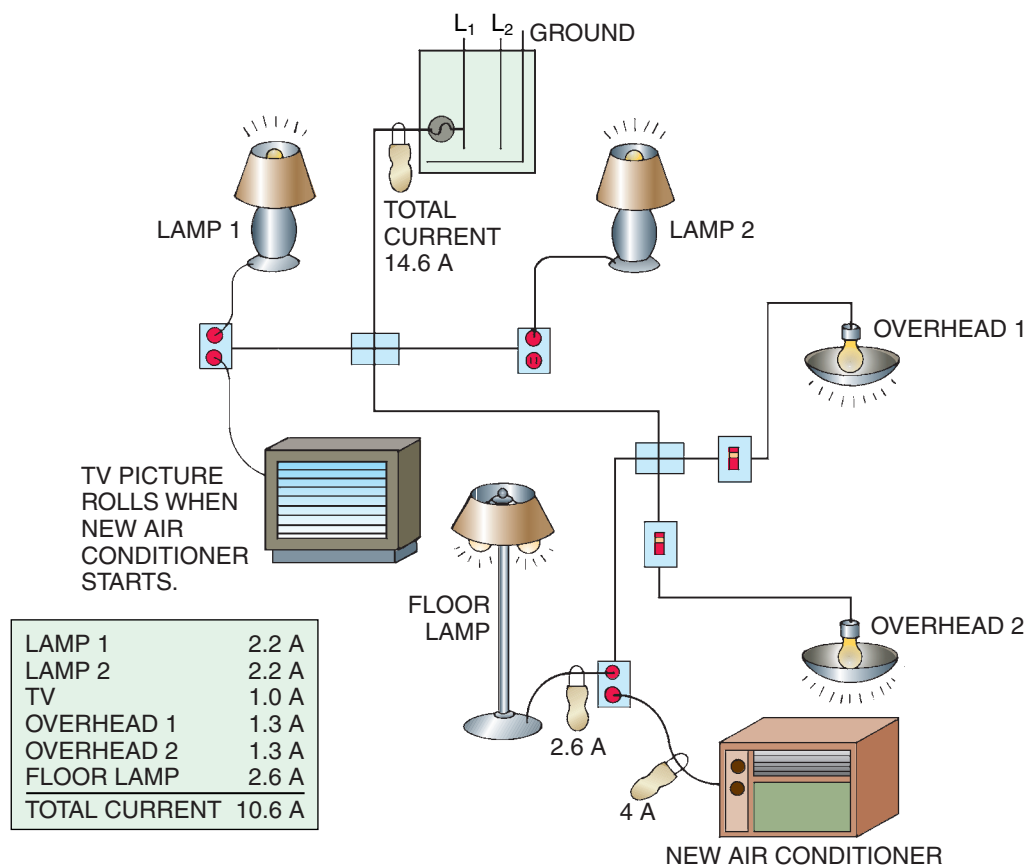 L1 L2 GROUND
LAMP 1
TOTAL
CURRENT
14.6 A
LAMP 2
OVERHEAD 1
TV PICTURE
ROLLS WHEN
NEW AIR
CONDITIONER
STARTS.
FLOOR
LAMP
OVERHEAD 2
LAMP 1 2.2 A
LAMP 2 2.2 A
TV 1.0 A
OVERHEAD 1 1.3 A
OVERHEAD 2 1.3 A
FLOOR LAMP 2.6 A
TOTAL CURRENT 10.6 A
2.6 A
4 A
NEW AIR CONDITIONER